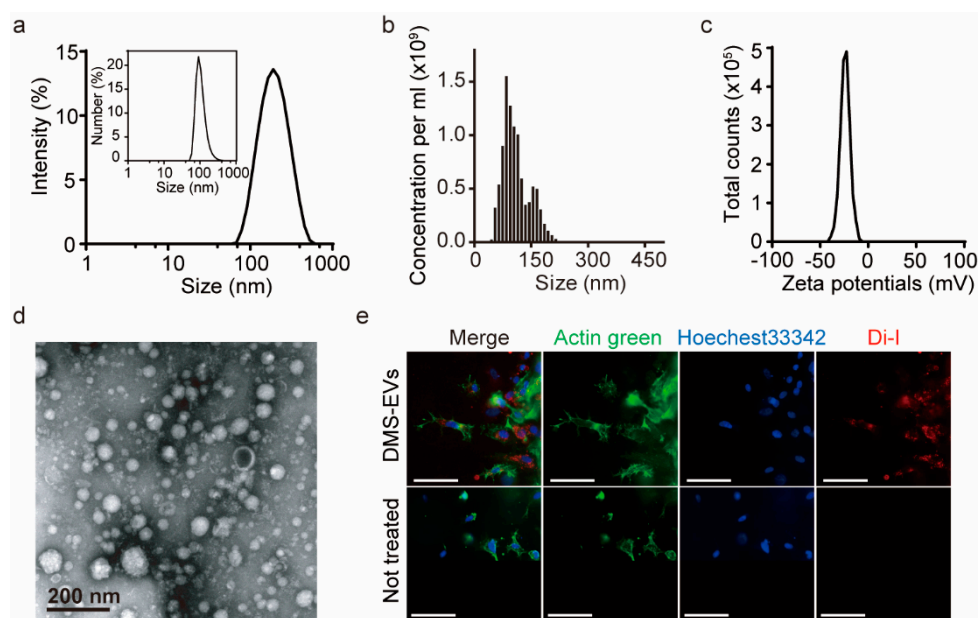 a
Intensity (%)
15
10
5
0
1
10
100
1000
Size (nm)
Number (%)
20
15
10
5
0
1
10
100
1000
Size (nm)
b
Concentration per ml (x10⁹)
1.5
1.0
0.5
0.0
0
150
300
450
Size (nm)
c
Total counts (x10⁵)
5
4
3
2
1
0
-100
-50
0
50
100
Zeta potentials (mV)
d
200 nm
e
Merge
Actin green
Hoechest33342
Di-I
DMS-EVs
Not treated